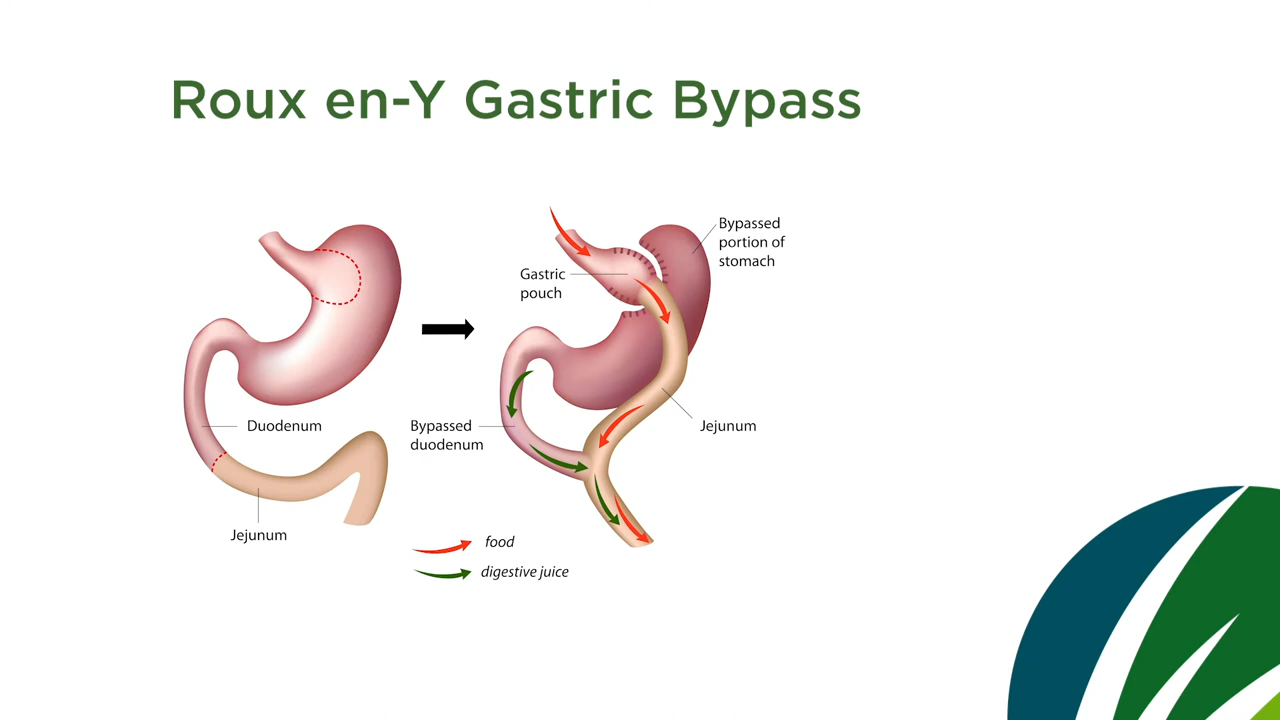 Roux en-Y Gastric Bypass
Duodenum
Jejunum
Gastric
pouch
Bypassed
portion of
stomach
Bypassed
duodenum
Jejunum
food
digestive juice